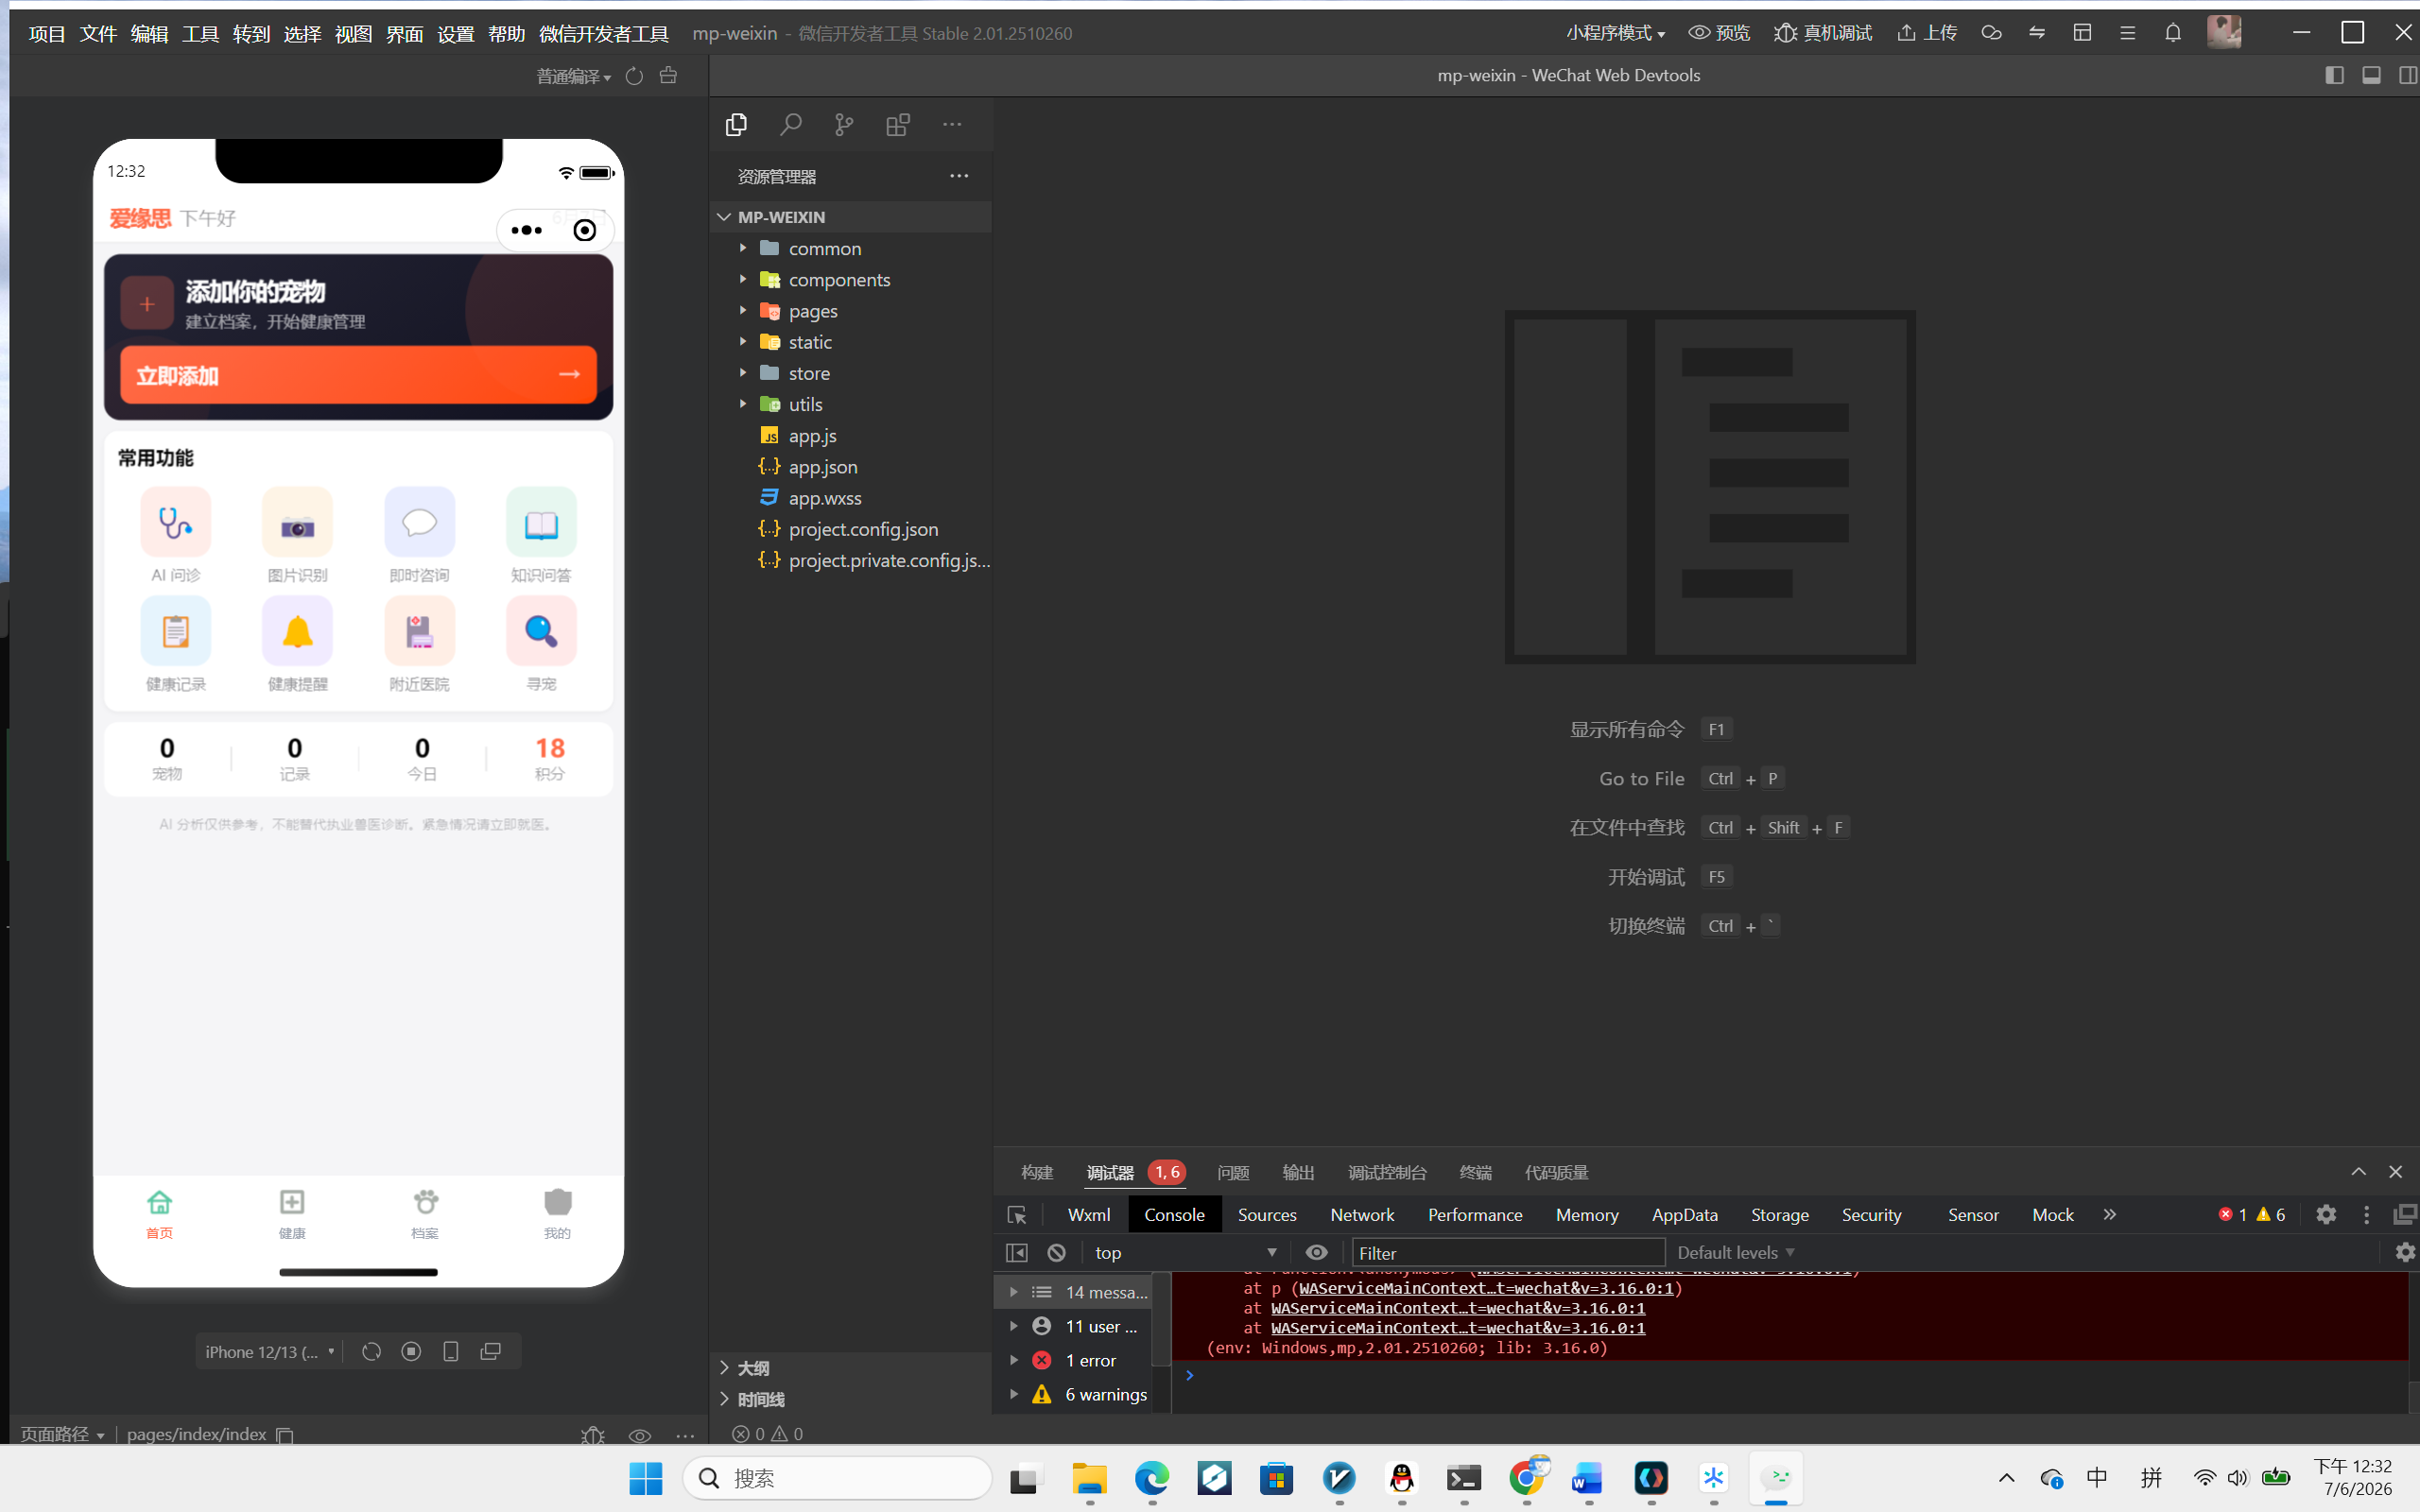 项目 文件 编辑 工具 转到 选择 视图 界面 设置 帮助 微信开发者工具 mp-weixin - 微信开发者工具 Stable 2.01.2510260 小程序模式 预览 真机调试 上传
普通编译
mp-weixin - WeChat Web Devtools
12:32
爱缘思 下午好
添加你的宠物
建立档案，开始健康管理
+
立即添加 →
常用功能
AI 问诊 图片识别 即时咨询 知识问答
健康记录 健康提醒 附近医院 寻宠
0 0 0 18
宠物 记录 今日 积分
AI 分析仅供参考，不能替代执业兽医诊断。紧急情况请立即就医。
首页 健康 档案 我的
iPhone 12/13 (...
页面路径 pages/index/index
资源管理器
MP-WEIXIN
common
components
pages
static
store
utils
JS app.js
{..} app.json
app.wxss
{..} project.config.json
{..} project.private.config.js...
大纲
时间线
0 0
显示所有命令 F1
Go to File Ctrl + P
在文件中查找 Ctrl + Shift + F
开始调试 F5
切换终端 Ctrl + `
构建 调试器 1, 6 问题 输出 调试控制台 终端 代码质量
Wxml Console Sources Network Performance Memory AppData Storage Security Sensor Mock 1 6
top Filter Default levels
14 messa...
11 user ...
1 error
6 warnings
at p (WAServiceMainContext…t=wechat&v=3.16.0:1)
at WAServiceMainContext…t=wechat&v=3.16.0:1
at WAServiceMainContext…t=wechat&v=3.16.0:1
(env: Windows,mp,2.01.2510260; lib: 3.16.0)
搜索
中 拼
下午 12:32
7/6/2026